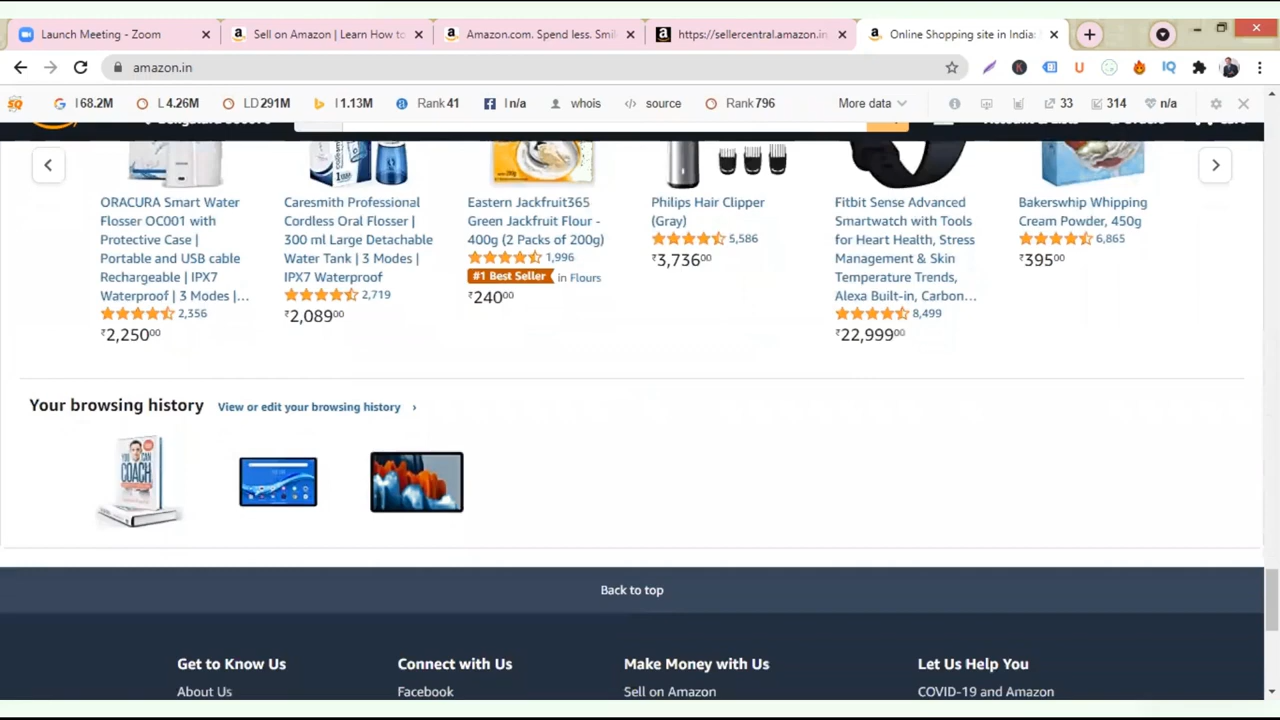 Launch Meeting - Zoom
Sell on Amazon | Learn How to
Amazon.com. Spend less. Smil
https://sellercentral.amazon.in
Online Shopping site in India:
amazon.in
I 68.2M
L 4.26M
LD 291M
I 1.13M
Rank 41
I n/a
whois
source
Rank 796
More data
33
314
n/a
ORACURA Smart Water
Flosser OC001 with
Protective Case |
Portable and USB cable
Rechargeable | IPX7
Waterproof | 3 Modes |...
2,356
₹2,25000
Caresmith Professional
Cordless Oral Flosser |
300 ml Large Detachable
Water Tank | 3 Modes |
IPX7 Waterproof
2,719
₹2,08900
Eastern Jackfruit365
Green Jackfruit Flour -
400g (2 Packs of 200g)
1,996
#1 Best Seller in Flours
₹24000
Philips Hair Clipper
(Gray)
5,586
₹3,73600
Fitbit Sense Advanced
Smartwatch with Tools
for Heart Health, Stress
Management & Skin
Temperature Trends,
Alexa Built-in, Carbon...
8,499
₹22,99900
Bakerswhip Whipping
Cream Powder, 450g
6,865
₹39500
Your browsing history View or edit your browsing history ›
YOU CAN
COACH
Back to top
Get to Know Us
About Us
Connect with Us
Facebook
Make Money with Us
Sell on Amazon
Let Us Help You
COVID-19 and Amazon